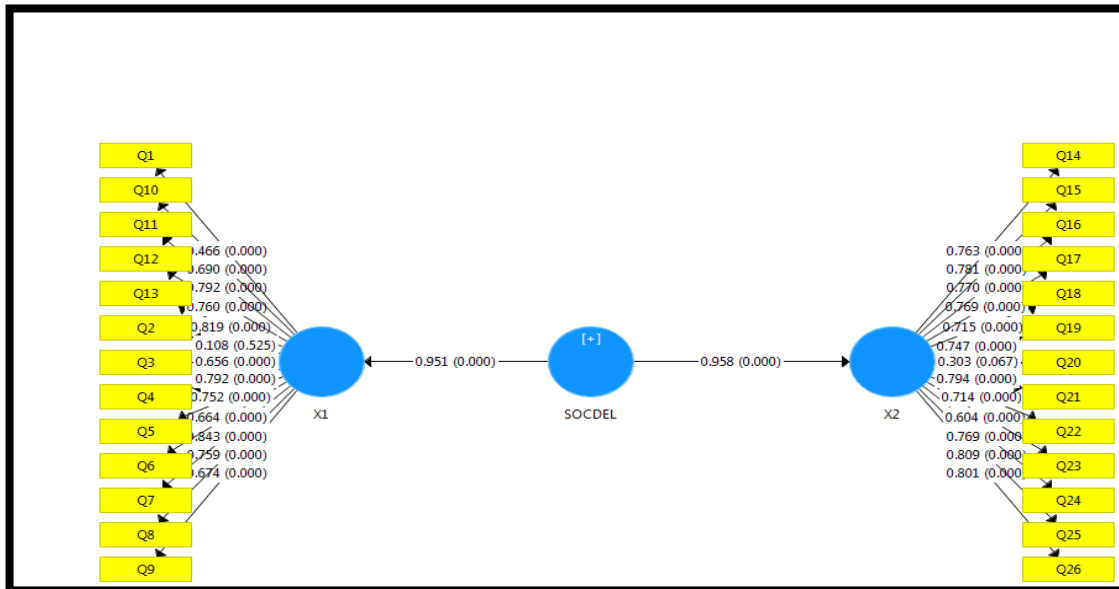 Q1
Q10
Q11
Q12
Q13
Q2
Q3
Q4
Q5
Q6
Q7
Q8
Q9
0.466 (0.000)
0.690 (0.000)
0.792 (0.000)
0.760 (0.000)
0.819 (0.000)
0.108 (0.525)
0.656 (0.000)
0.792 (0.000)
0.752 (0.000)
0.664 (0.000)
0.843 (0.000)
0.759 (0.000)
0.674 (0.000)
X1
0.951 (0.000)
[+]
SOCDEL
0.958 (0.000)
X2
0.763 (0.000)
0.781 (0.000)
0.770 (0.000)
0.769 (0.000)
0.715 (0.000)
0.747 (0.000)
0.303 (0.067)
0.794 (0.000)
0.714 (0.000)
0.604 (0.000)
0.769 (0.000)
0.809 (0.000)
0.801 (0.000)
Q14
Q15
Q16
Q17
Q18
Q19
Q20
Q21
Q22
Q23
Q24
Q25
Q26